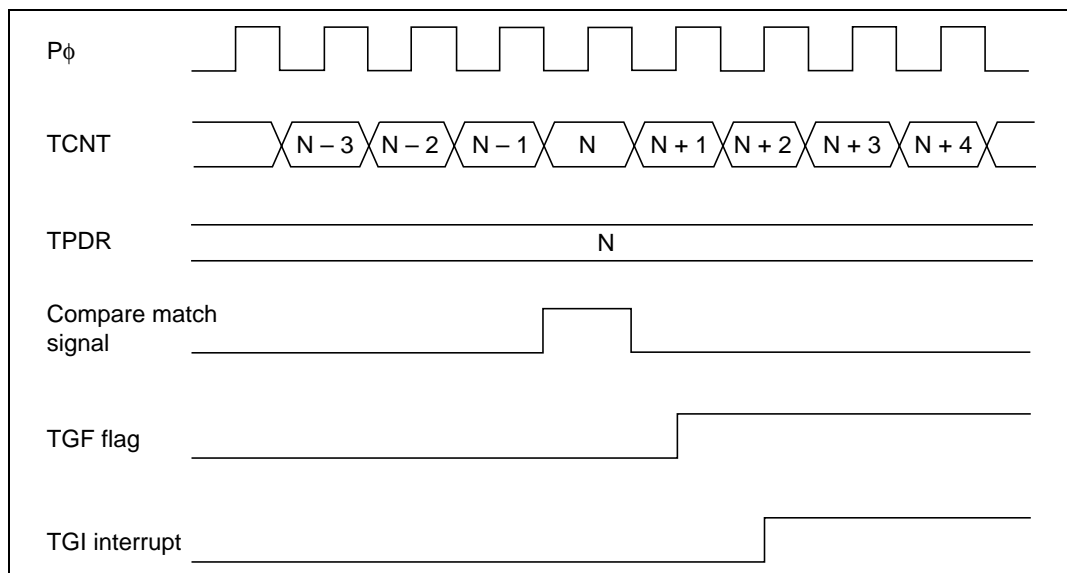 Pϕ
TCNT
N – 3 N – 2 N – 1 N N + 1 N + 2 N + 3 N + 4
TPDR
N
Compare match
signal
TGF flag
TGI interrupt